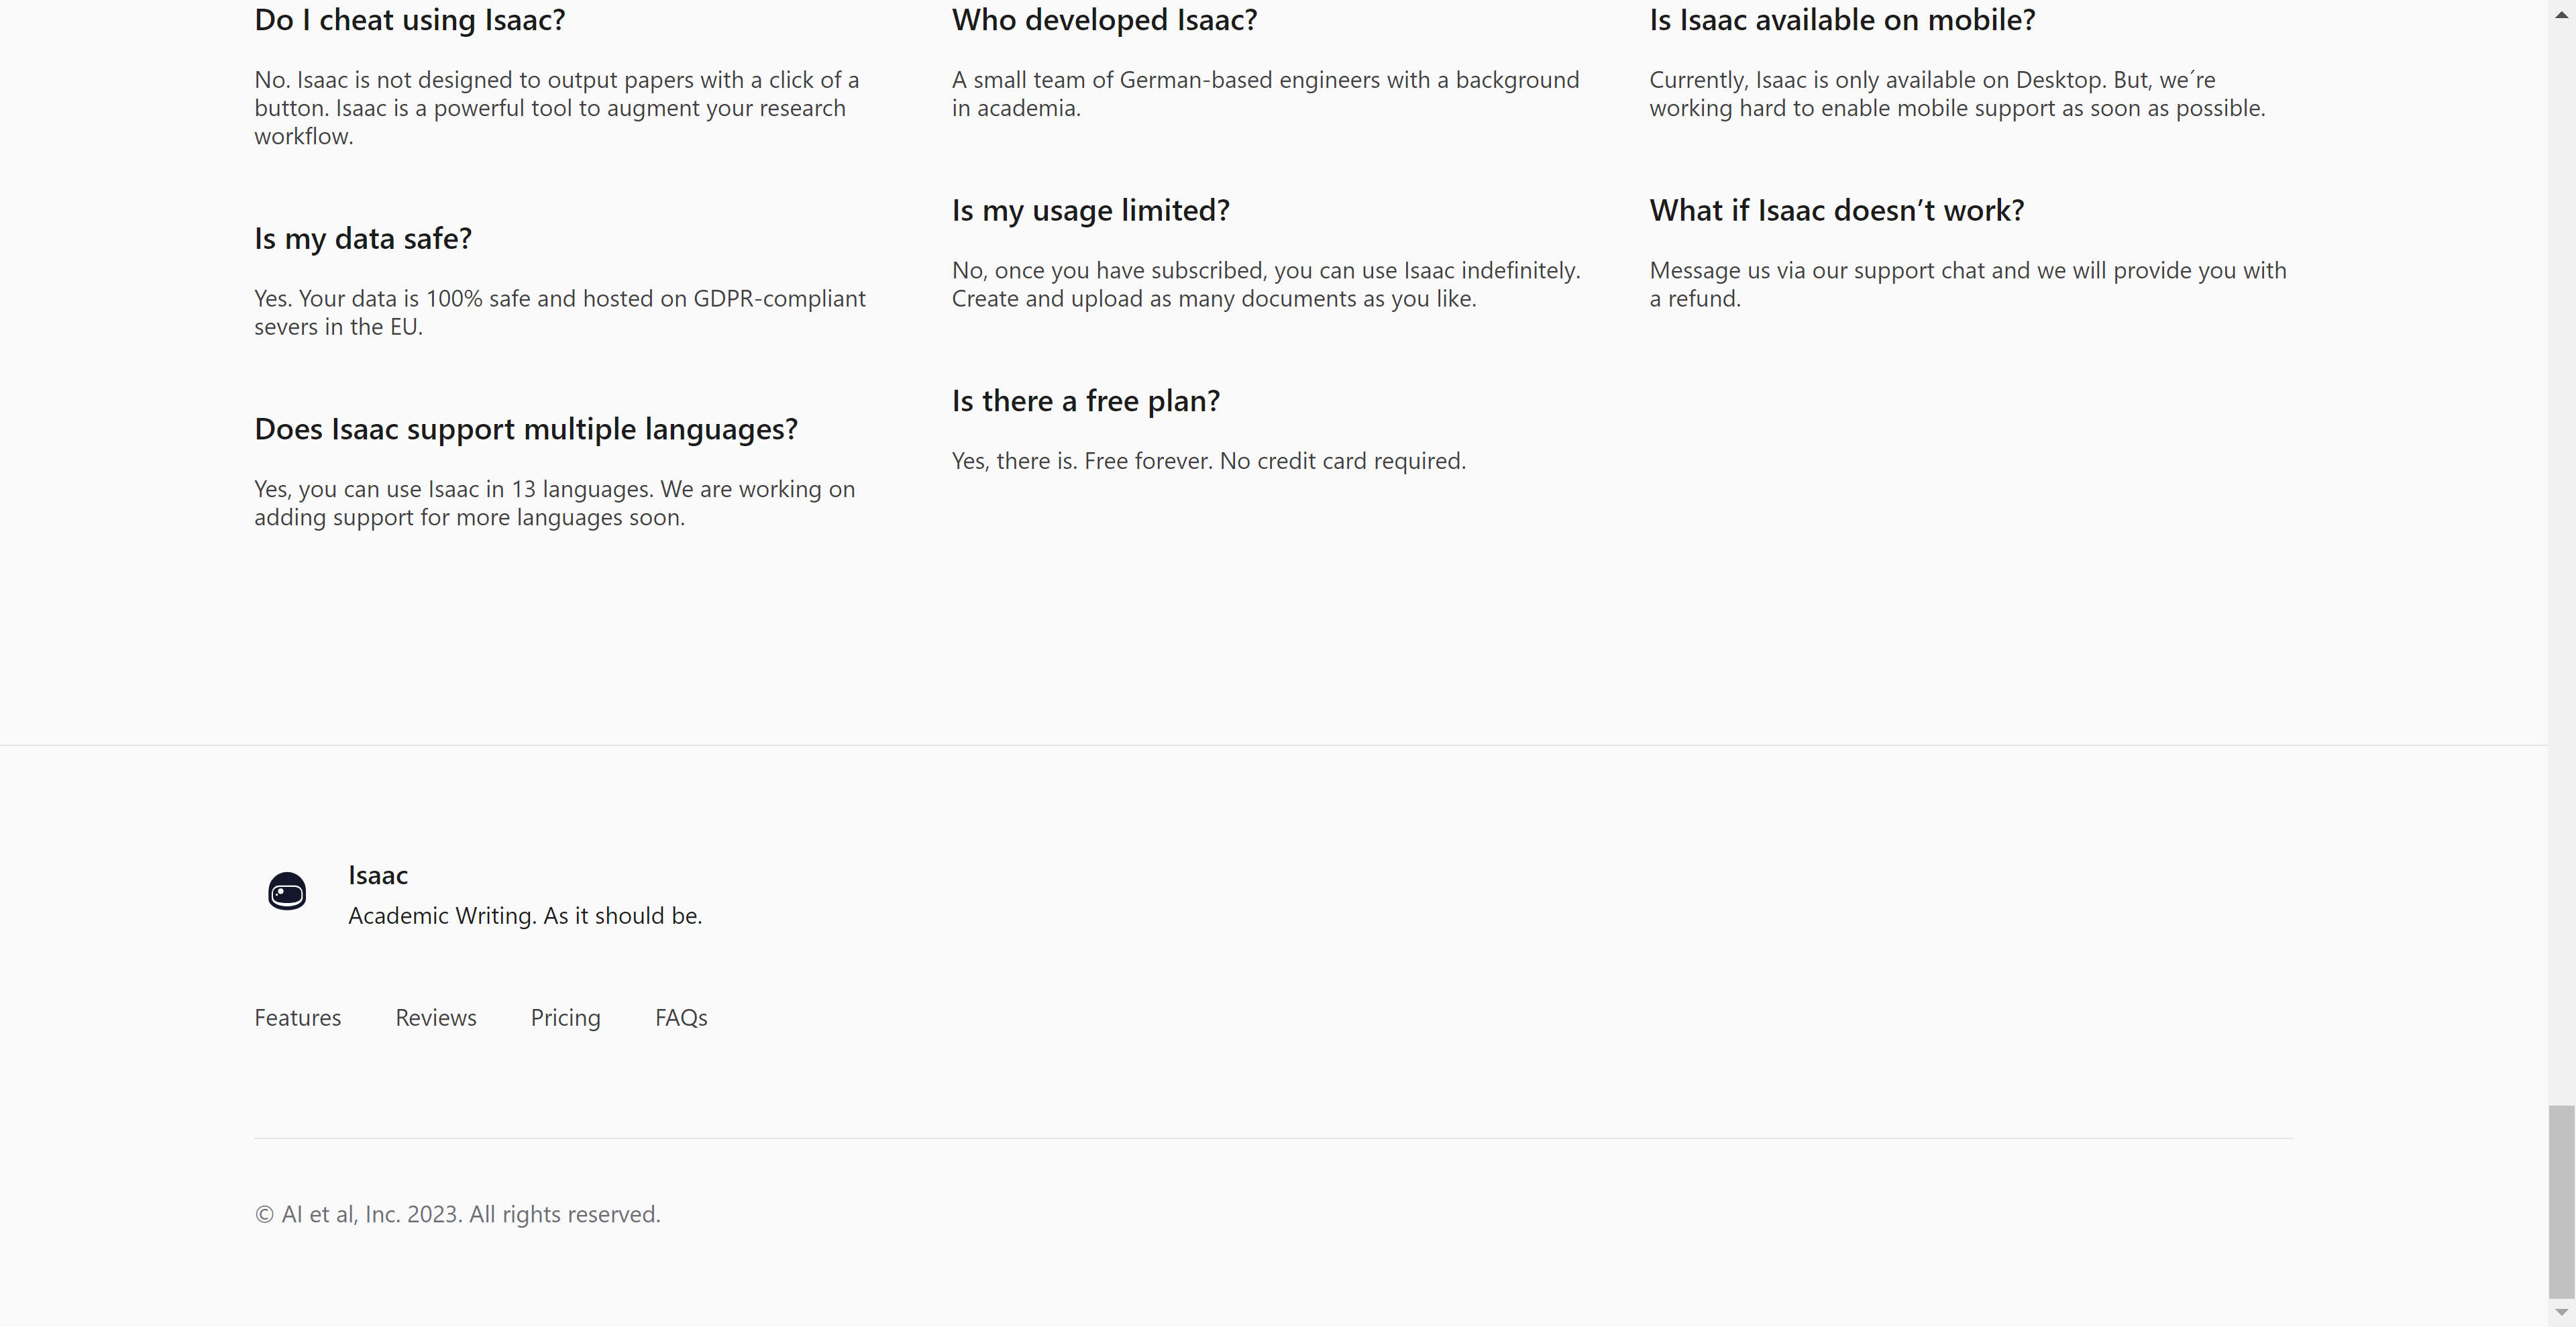 Do I cheat using Isaac?
No. Isaac is not designed to output papers with a click of a
button. Isaac is a powerful tool to augment your research
workflow.
Is my data safe?
Yes. Your data is 100% safe and hosted on GDPR-compliant
severs in the EU.
Does Isaac support multiple languages?
Yes, you can use Isaac in 13 languages. We are working on
adding support for more languages soon.
Who developed Isaac?
A small team of German-based engineers with a background
in academia.
Is my usage limited?
No, once you have subscribed, you can use Isaac indefinitely.
Create and upload as many documents as you like.
Is there a free plan?
Yes, there is. Free forever. No credit card required.
Is Isaac available on mobile?
Currently, Isaac is only available on Desktop. But, we´re
working hard to enable mobile support as soon as possible.
What if Isaac doesn’t work?
Message us via our support chat and we will provide you with
a refund.
Isaac
Academic Writing. As it should be.
Features Reviews Pricing FAQs
© AI et al, Inc. 2023. All rights reserved.